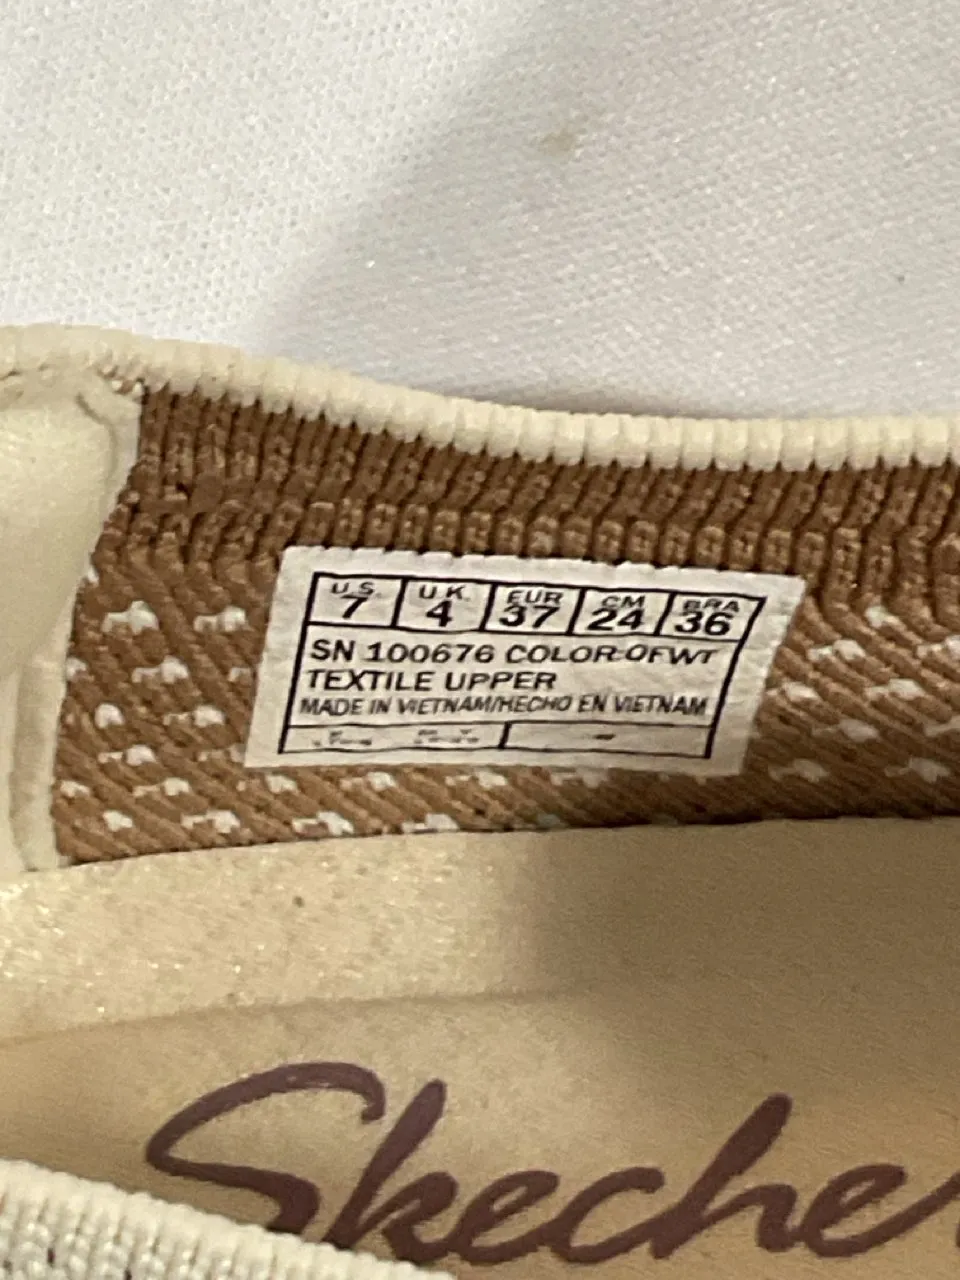 U.S. U.K. EUR CM BRA
7 4 37 24 36
SN 100676 COLOR:OFWT
TEXTILE UPPER
MADE IN VIETNAM/HECHO EN VIETNAM
Skeche